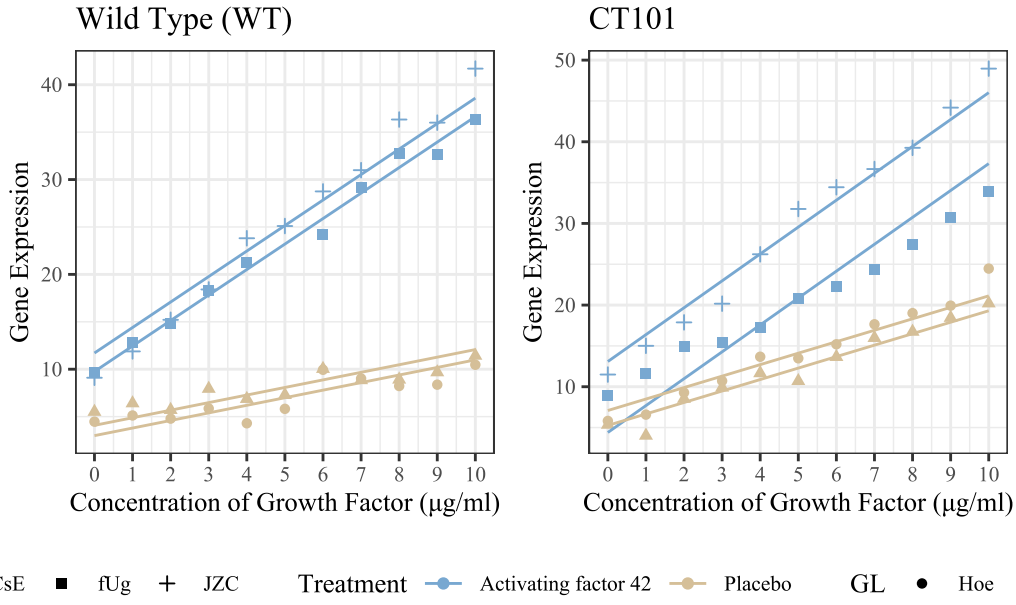 Wild Type (WT)
CT101
Gene Expression
40
30
20
10
0 1 2 3 4 5 6 7 8 9 10
Concentration of Growth Factor (μg/ml)
Gene Expression
50
40
30
20
10
0 1 2 3 4 5 6 7 8 9 10
Concentration of Growth Factor (μg/ml)
CsE fUg JZC Treatment Activating factor 42 Placebo GL Hoe